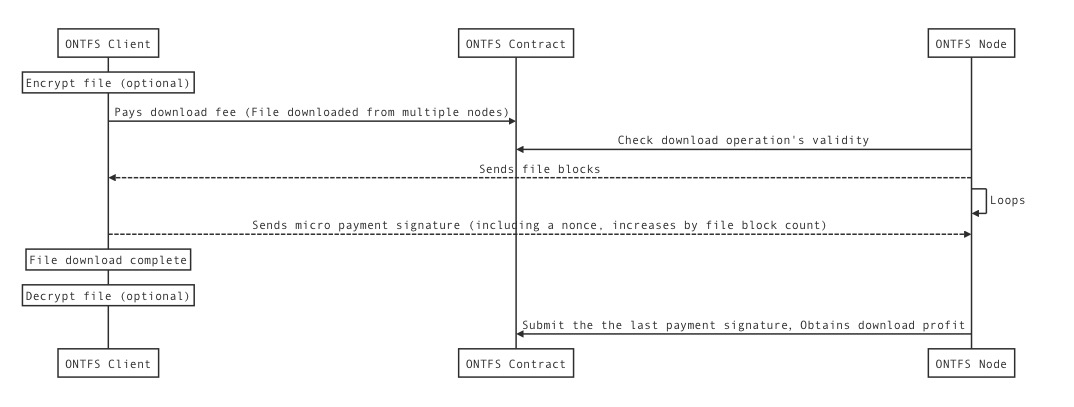 ONTFS Client
ONTFS Contract
ONTFS Node
Encrypt file (optional)
Pays download fee (File downloaded from multiple nodes)
Check download operation's validity
Sends file blocks
Loops
Sends micro payment signature (including a nonce, increases by file block count)
File download complete
Decrypt file (optional)
Submit the the last payment signature, Obtains download profit
ONTFS Client
ONTFS Contract
ONTFS Node